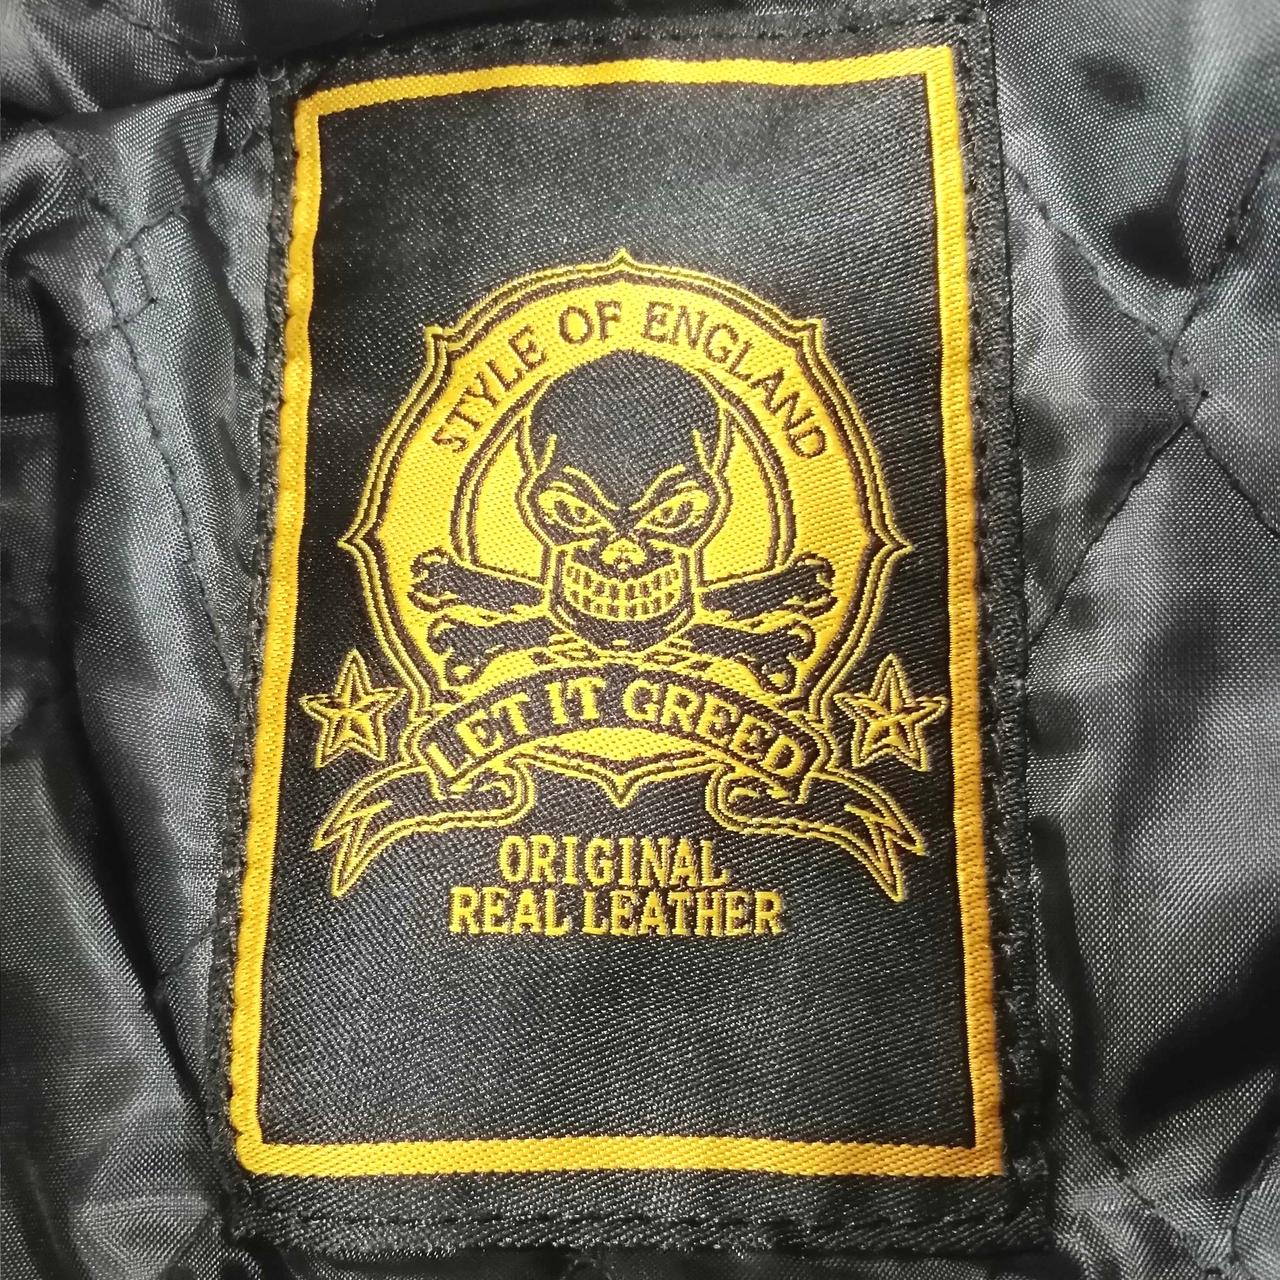 STYLE OF ENGLAND
LET IT GREED
ORIGINAL
REAL LEATHER